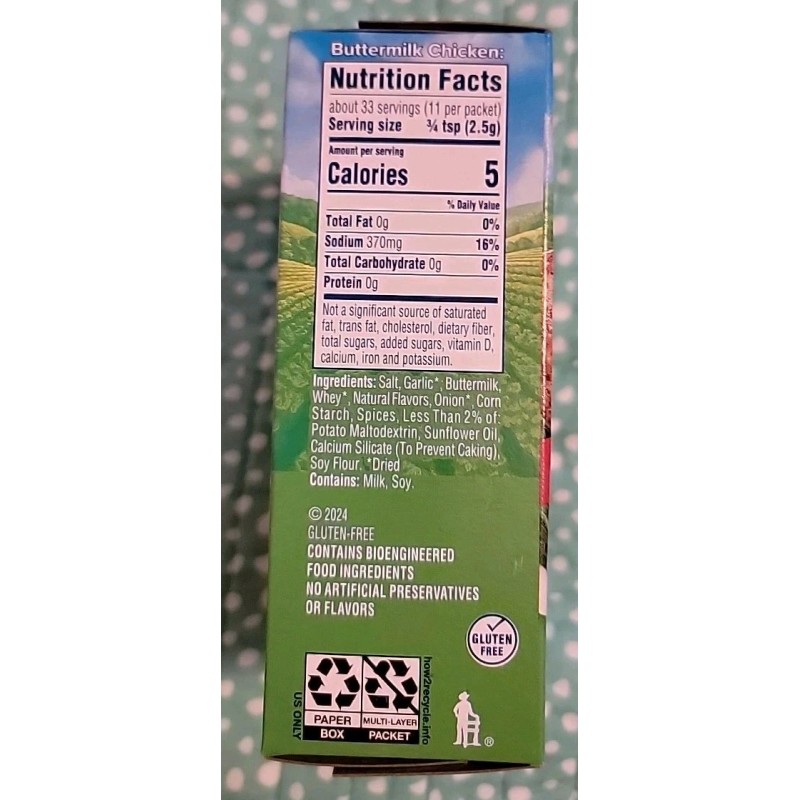 Buttermilk Chicken:
Nutrition Facts
about 33 servings (11 per packet)
Serving size ¾ tsp (2.5g)
Amount per serving
Calories 5
% Daily Value
Total Fat 0g 0%
Sodium 370mg 16%
Total Carbohydrate 0g 0%
Protein 0g
Not a significant source of saturated
fat, trans fat, cholesterol, dietary fiber,
total sugars, added sugars, vitamin D,
calcium, iron and potassium.
Ingredients: Salt, Garlic*, Buttermilk,
Whey*, Natural Flavors, Onion*, Corn
Starch, Spices, Less Than 2% of:
Potato Maltodextrin, Sunflower Oil,
Calcium Silicate (To Prevent Caking),
Soy Flour. *Dried
Contains: Milk, Soy.
© 2024
GLUTEN-FREE
CONTAINS BIOENGINEERED
FOOD INGREDIENTS
NO ARTIFICIAL PRESERVATIVES
OR FLAVORS
GLUTEN
FREE
US ONLY
PAPER
BOX
MULTI-LAYER
PACKET
how2recycle.info
®